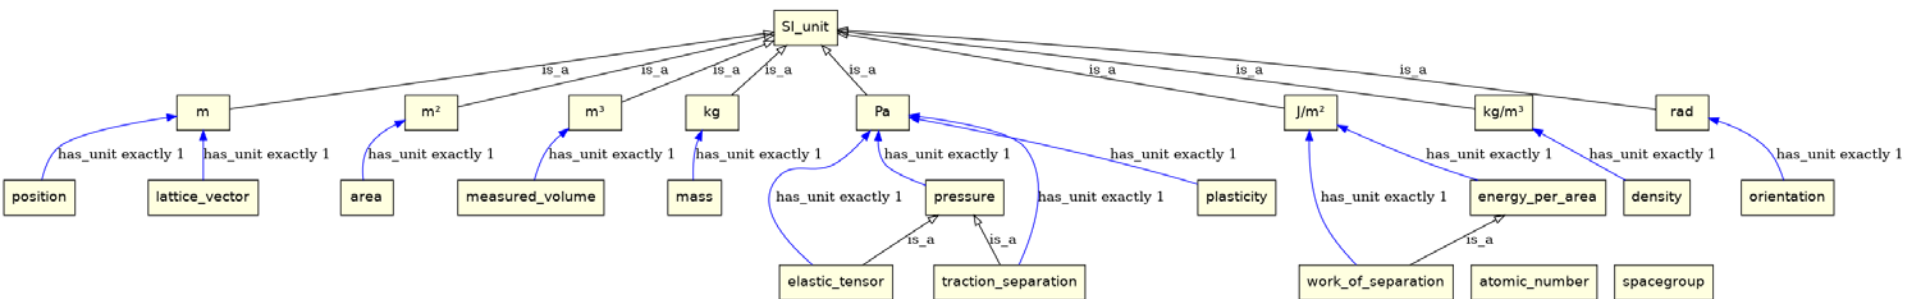 SI_unit
is_a is_a is_a is_a is_a is_a is_a is_a
m m² m³ kg Pa J/m² kg/m³ rad
has_unit exactly 1 has_unit exactly 1 has_unit exactly 1 has_unit exactly 1 has_unit exactly 1 has_unit exactly 1 has_unit exactly 1 has_unit exactly 1 has_unit exactly 1 has_unit exactly 1
position lattice_vector area measured_volume mass has_unit exactly 1 pressure has_unit exactly 1 plasticity has_unit exactly 1 energy_per_area density orientation
is_a is_a is_a
elastic_tensor traction_separation work_of_separation atomic_number spacegroup